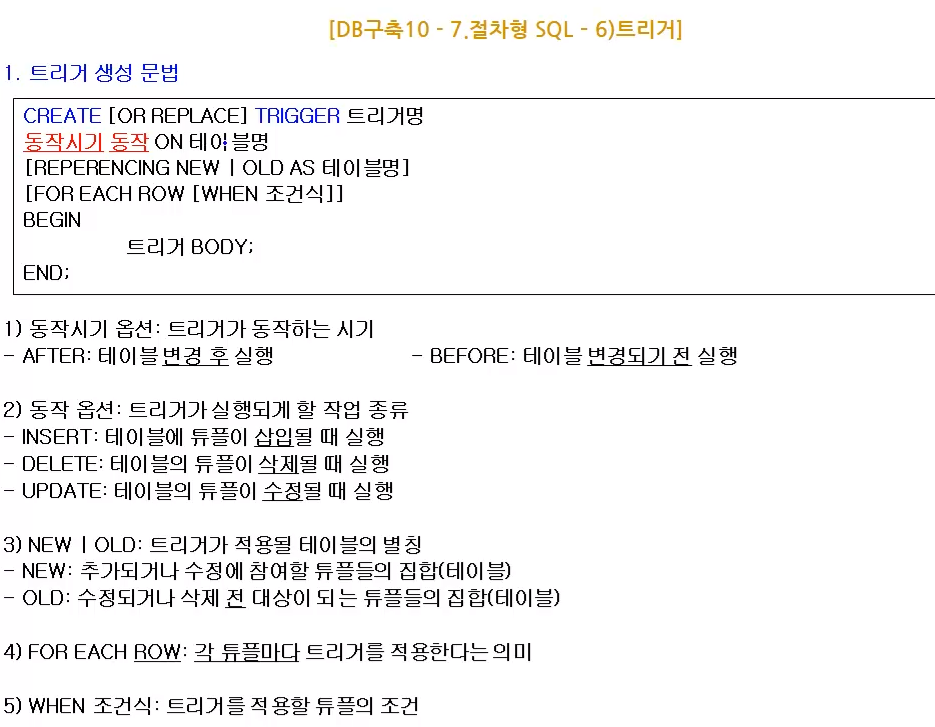 [DB구축10 - 7.절차형 SQL - 6)트리거]
1. 트리거 생성 문법
CREATE [OR REPLACE] TRIGGER 트리거명
동작시기 동작 ON 테이블명
[REPERENCING NEW | OLD AS 테이블명]
[FOR EACH ROW [WHEN 조건식]]
BEGIN
트리거 BODY;
END;
1) 동작시기 옵션: 트리거가 동작하는 시기
- AFTER: 테이블 변경 후 실행 - BEFORE: 테이블 변경되기 전 실행
2) 동작 옵션: 트리거가 실행되게 할 작업 종류
- INSERT: 테이블에 튜플이 삽입될 때 실행
- DELETE: 테이블의 튜플이 삭제될 때 실행
- UPDATE: 테이블의 튜플이 수정될 때 실행
3) NEW | OLD: 트리거가 적용될 테이블의 별칭
- NEW: 추가되거나 수정에 참여할 튜플들의 집합(테이블)
- OLD: 수정되거나 삭제 전 대상이 되는 튜플들의 집합(테이블)
4) FOR EACH ROW: 각 튜플마다 트리거를 적용한다는 의미
5) WHEN 조건식: 트리거를 적용할 튜플의 조건